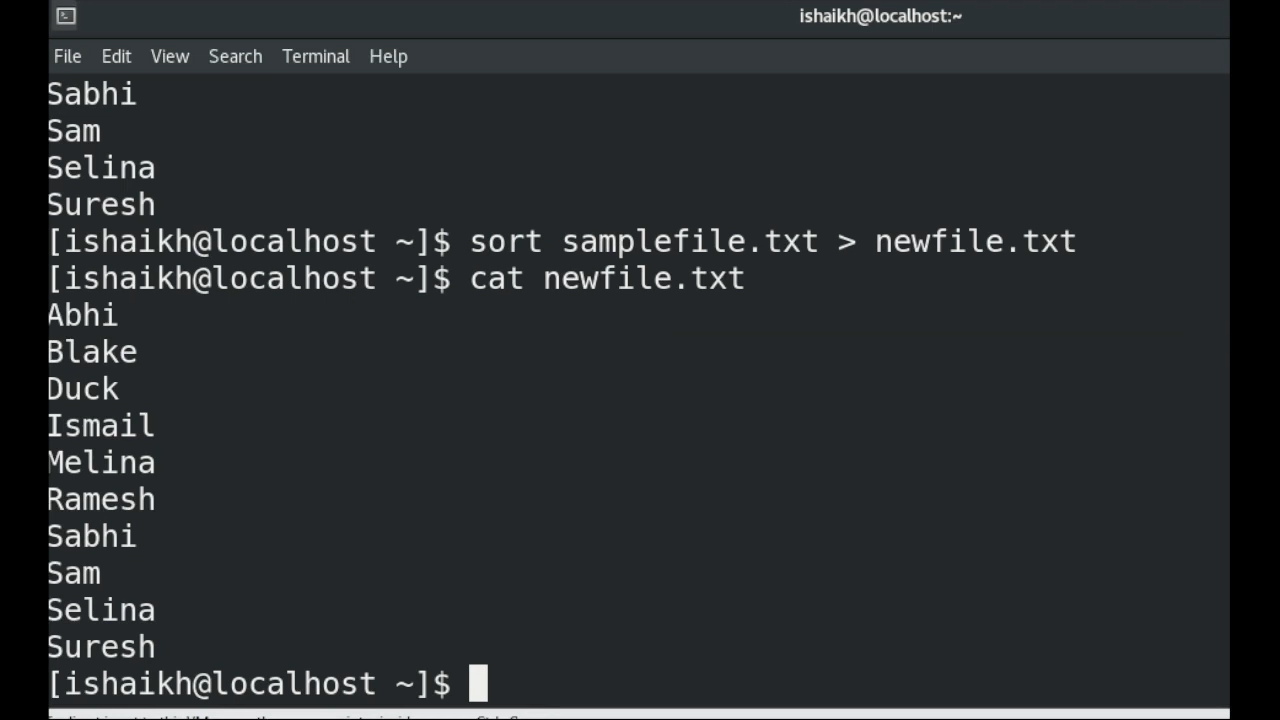 ishaikh@localhost:~
File Edit View Search Terminal Help
Sabhi
Sam
Selina
Suresh
[ishaikh@localhost ~]$ sort samplefile.txt > newfile.txt
[ishaikh@localhost ~]$ cat newfile.txt
Abhi
Blake
Duck
Ismail
Melina
Ramesh
Sabhi
Sam
Selina
Suresh
[ishaikh@localhost ~]$